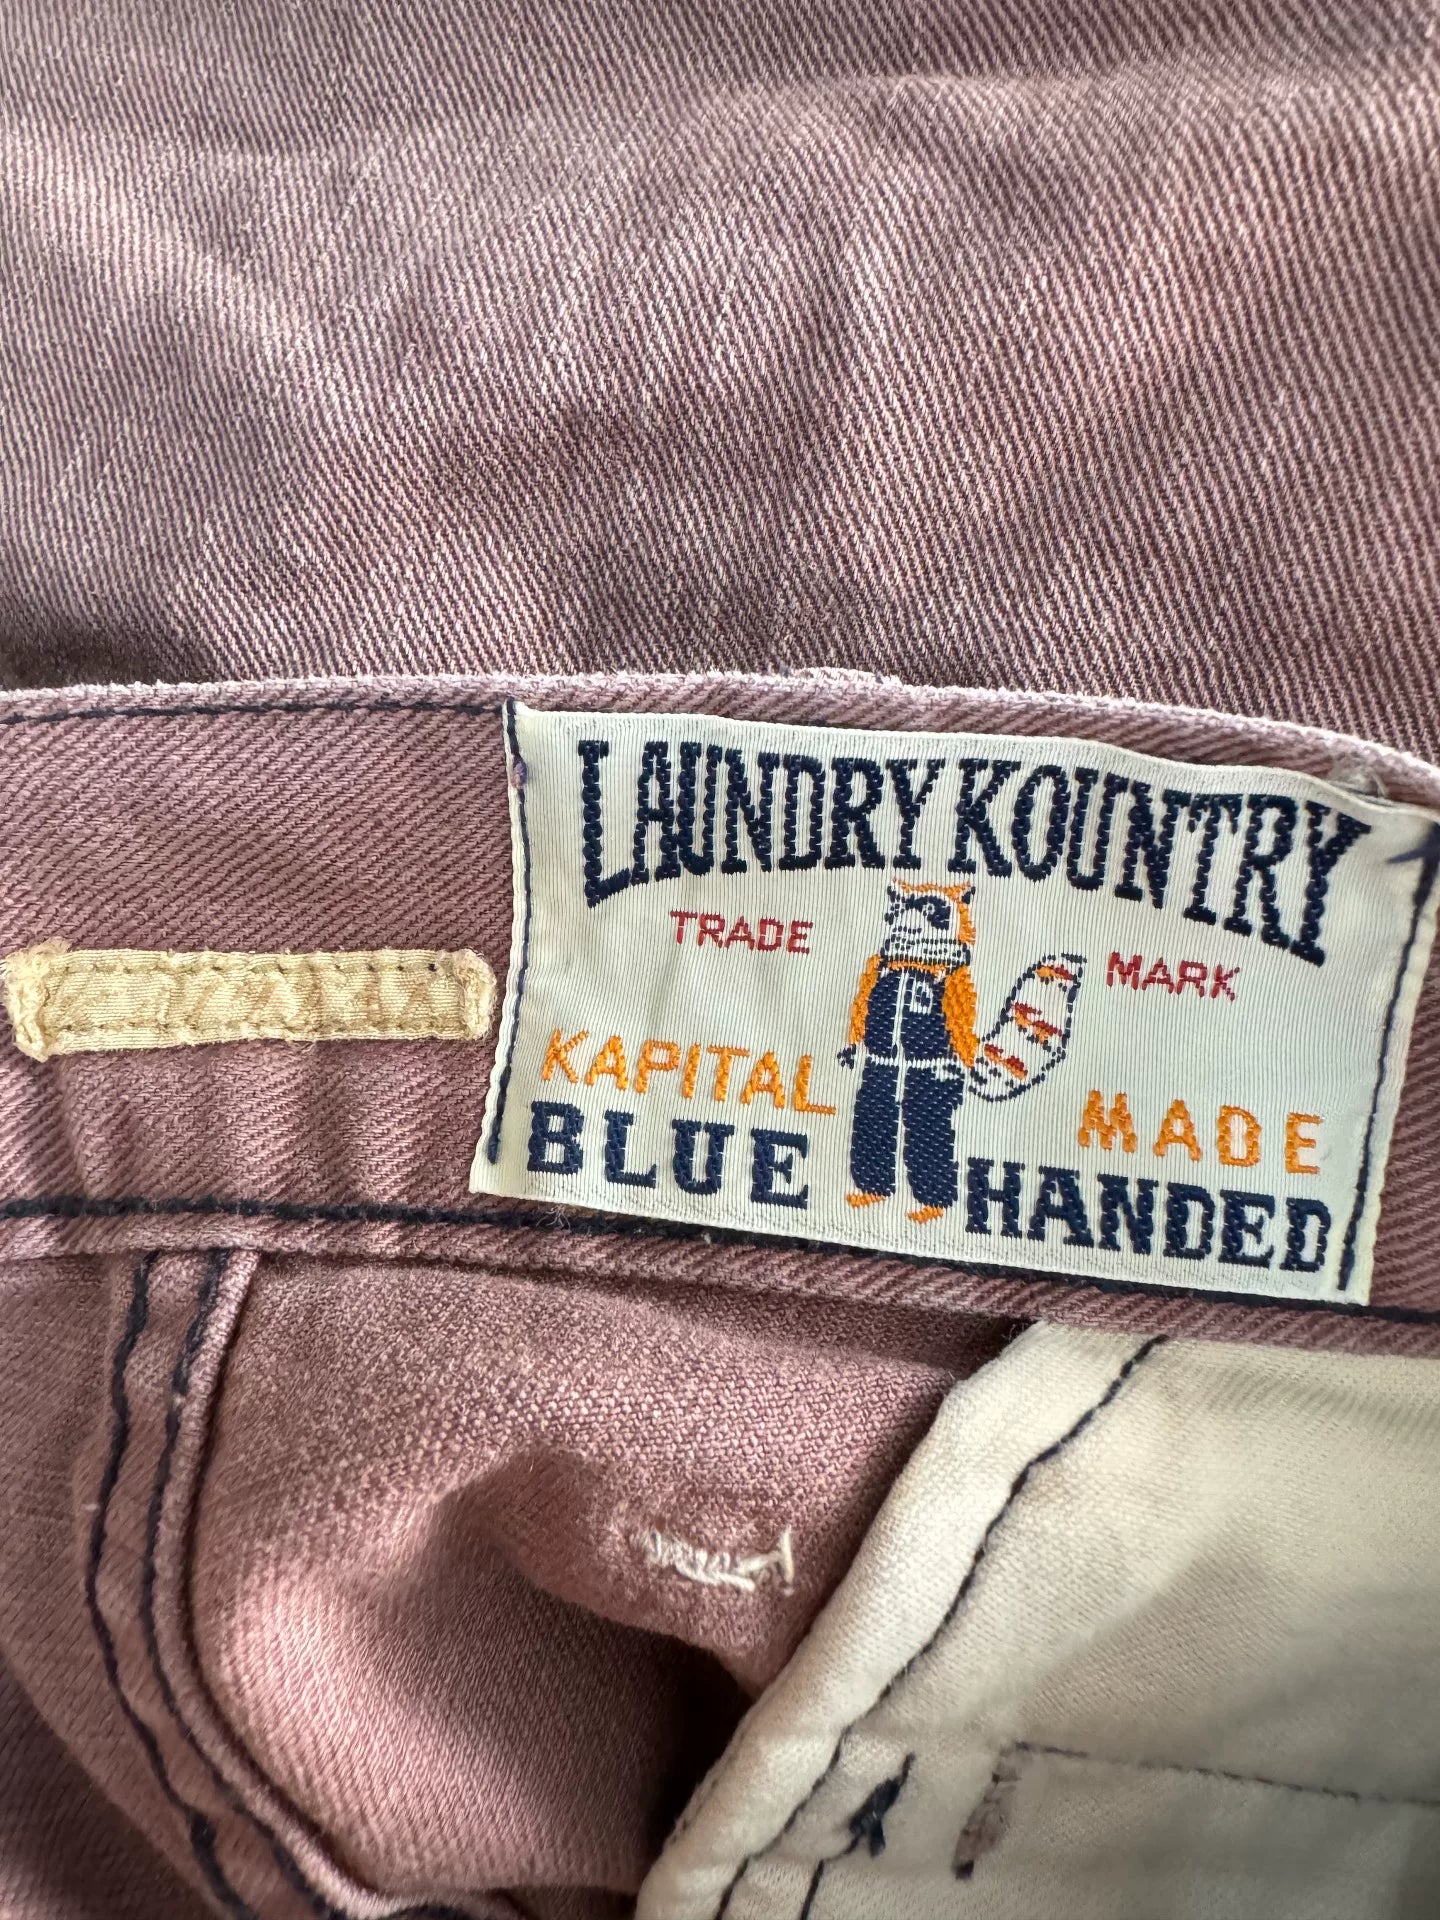 LAUNDRY KOUNTRY
TRADE MARK
KAPITAL MADE
BLUE HANDED